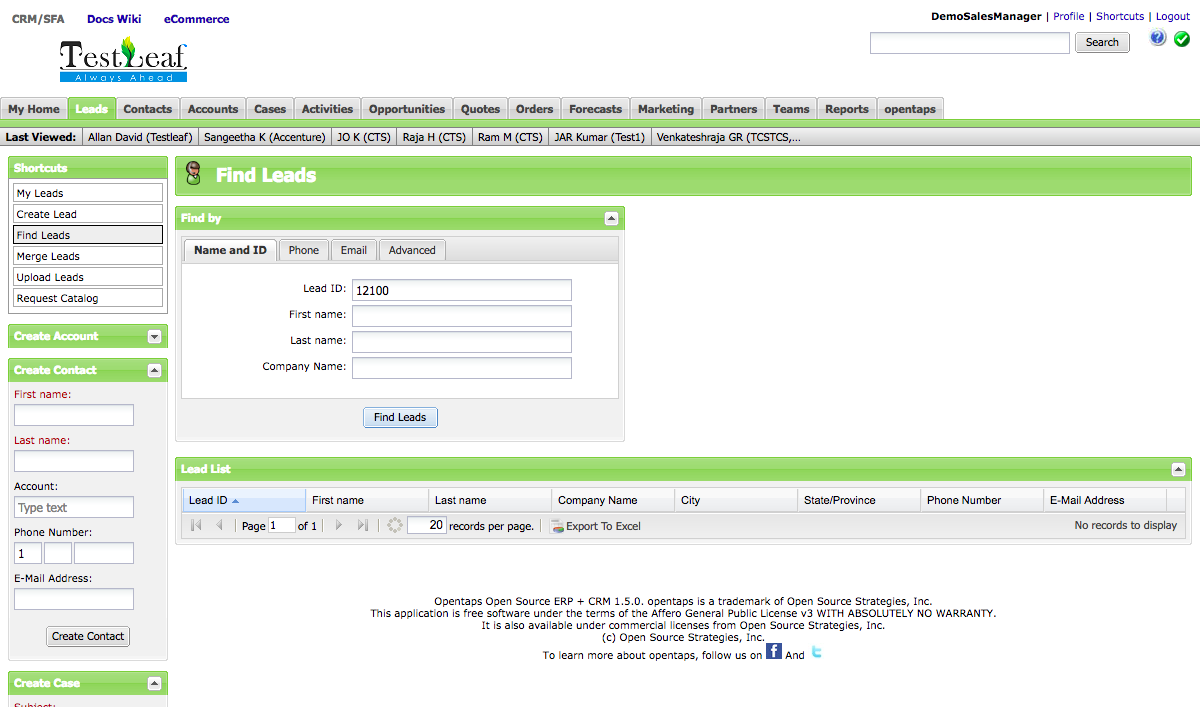 CRM/SFA Docs Wiki eCommerce
DemoSalesManager | Profile | Shortcuts | Logout
Search
TestLeaf
Always Ahead
My Home Leads Contacts Accounts Cases Activities Opportunities Quotes Orders Forecasts Marketing Partners Teams Reports opentaps
Last Viewed: Allan David (Testleaf) Sangeetha K (Accenture) JO K (CTS) Raja H (CTS) Ram M (CTS) JAR Kumar (Test1) Venkateshraja GR (TCSTCS,...
Shortcuts
My Leads
Create Lead
Find Leads
Merge Leads
Upload Leads
Request Catalog
Create Account
Create Contact
First name:
Last name:
Account:
Type text
Phone Number:
1
E-Mail Address:
Create Contact
Create Case
Subject:
Find Leads
Find by
Name and ID Phone Email Advanced
Lead ID: 12100
First name:
Last name:
Company Name:
Find Leads
Lead List
Lead ID First name Last name Company Name City State/Province Phone Number E-Mail Address
Page 1 of 1 20 records per page. Export To Excel No records to display
Opentaps Open Source ERP + CRM 1.5.0. opentaps is a trademark of Open Source Strategies, Inc.
This application is free software under the terms of the Affero General Public License v3 WITH ABSOLUTELY NO WARRANTY.
It is also available under commercial licenses from Open Source Strategies, Inc.
(c) Open Source Strategies, Inc.
To learn more about opentaps, follow us on f And t